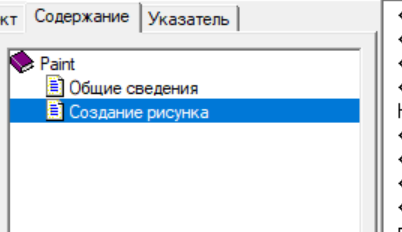 кт Содержание Указатель
Paint
Общие сведения
Создание рисунка